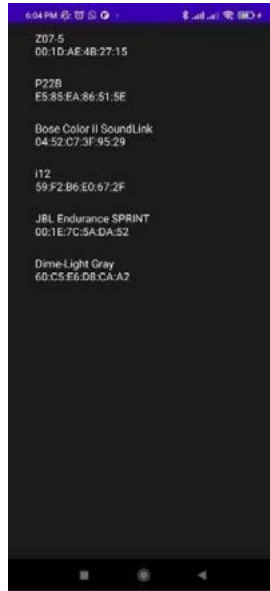 6:04 PM
Z07-5
00:1D:AE:4B:27:15
P22B
E5:85:EA:86:51:5E
Bose Color II SoundLink
04:52:C7:3F:95:29
i12
59:F2:B6:E0:67:2F
JBL Endurance SPRINT
00:1E:7C:5A:DA:52
Dime-Light Gray
60:C5:E6:D8:CA:A2